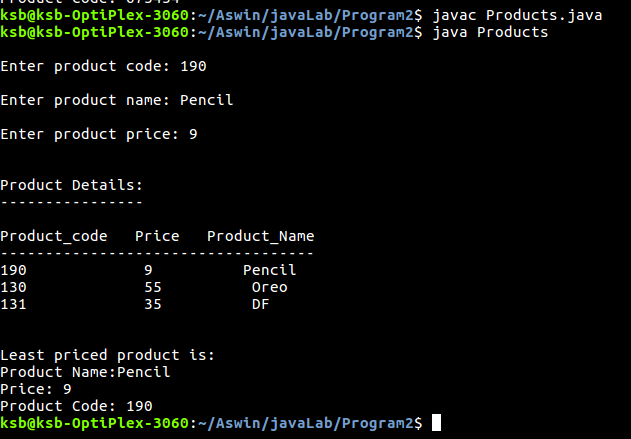 Product Code: 675434
ksb@ksb-OptiPlex-3060:~/Aswin/javaLab/Program2$ javac Products.java
ksb@ksb-OptiPlex-3060:~/Aswin/javaLab/Program2$ java Products
Enter product code: 190
Enter product name: Pencil
Enter product price: 9
Product Details:
----------------
Product_code   Price   Product_Name
-----------------------------------
190             9          Pencil
130             55          Oreo
131             35          DF
Least priced product is:
Product Name:Pencil
Price: 9
Product Code: 190
ksb@ksb-OptiPlex-3060:~/Aswin/javaLab/Program2$